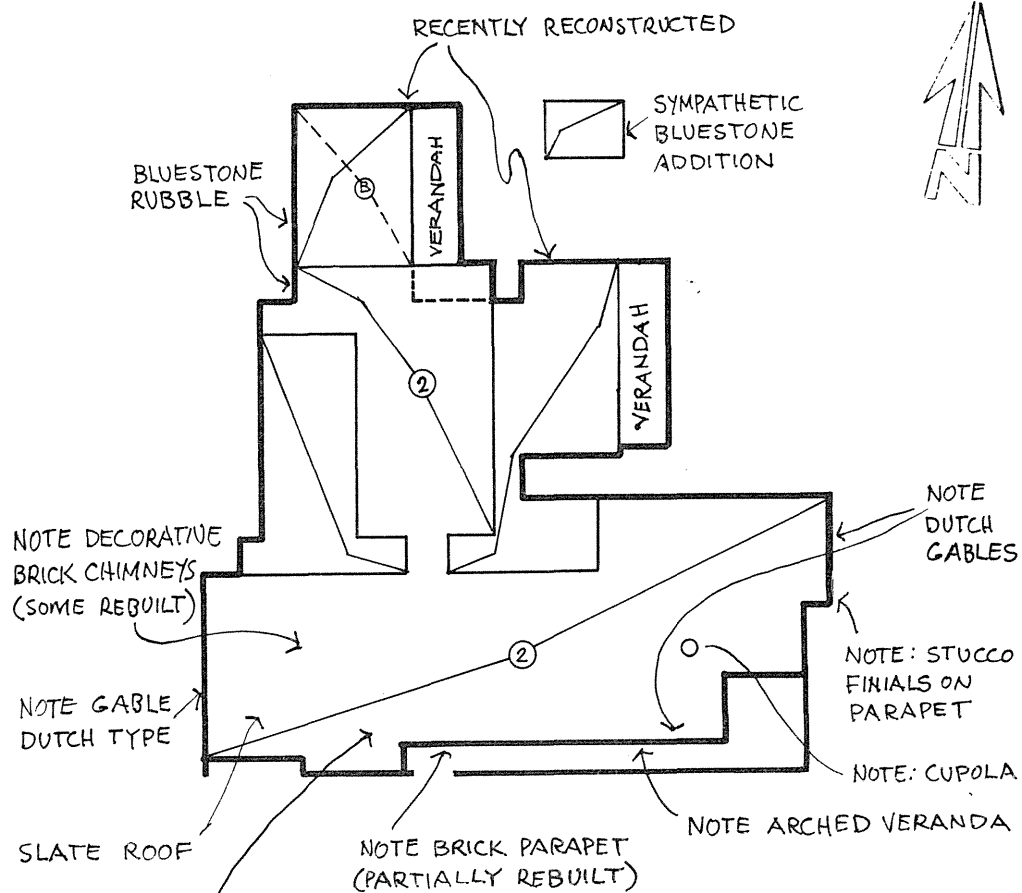 RECENTLY RECONSTRUCTED
SYMPATHETIC
BLUESTONE
ADDITION
N
BLUESTONE
RUBBLE
B
VERANDAH
VERANDAH
2
NOTE
DUTCH
GABLES
NOTE DECORATIVE
BRICK CHIMNEYS
(SOME REBUILT)
2
NOTE: STUCCO
FINIALS ON
PARAPET
NOTE GABLE
DUTCH TYPE
NOTE: CUPOLA
NOTE ARCHED VERANDA
SLATE ROOF
NOTE BRICK PARAPET
(PARTIALLY REBUILT)